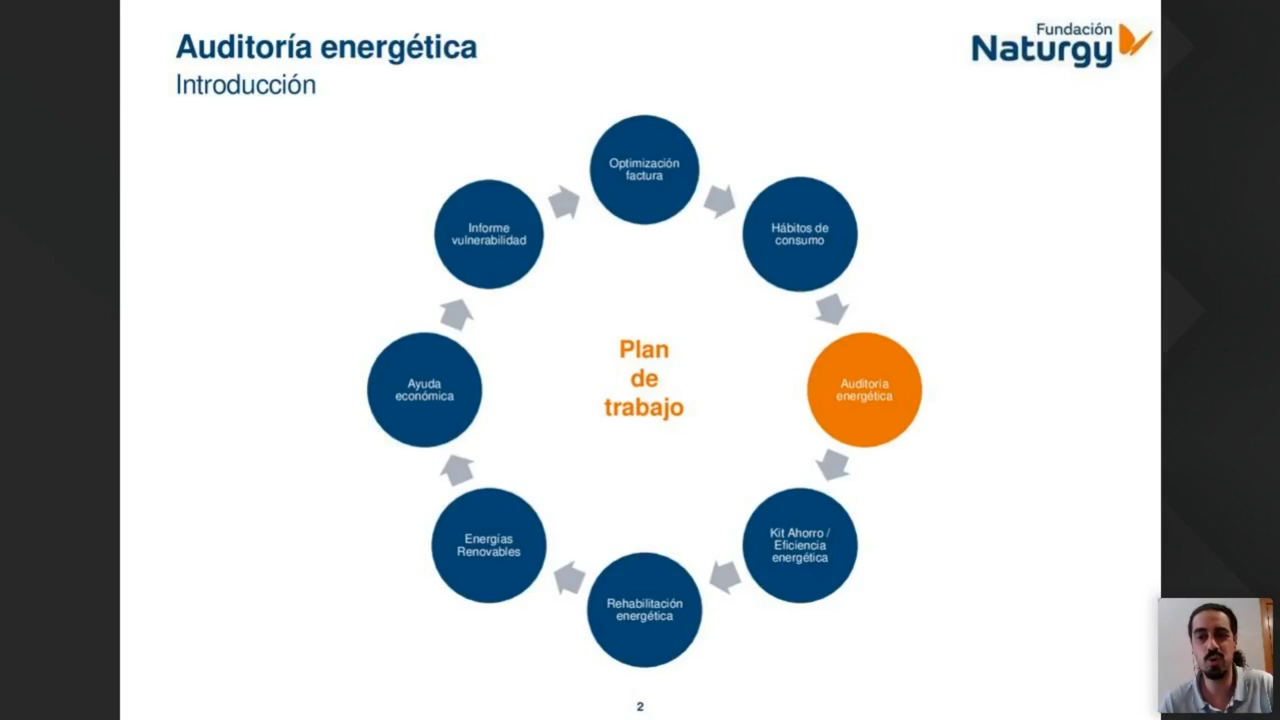 Auditoría energética
Introducción
Fundación
Naturgy
Optimización
factura
Hábitos de
consumo
Auditoría
energética
Kit Ahorro /
Eficiencia
energética
Rehabilitación
energética
Energías
Renovables
Ayuda
económica
Informe
vulnerabilidad
Plan
de
trabajo
2